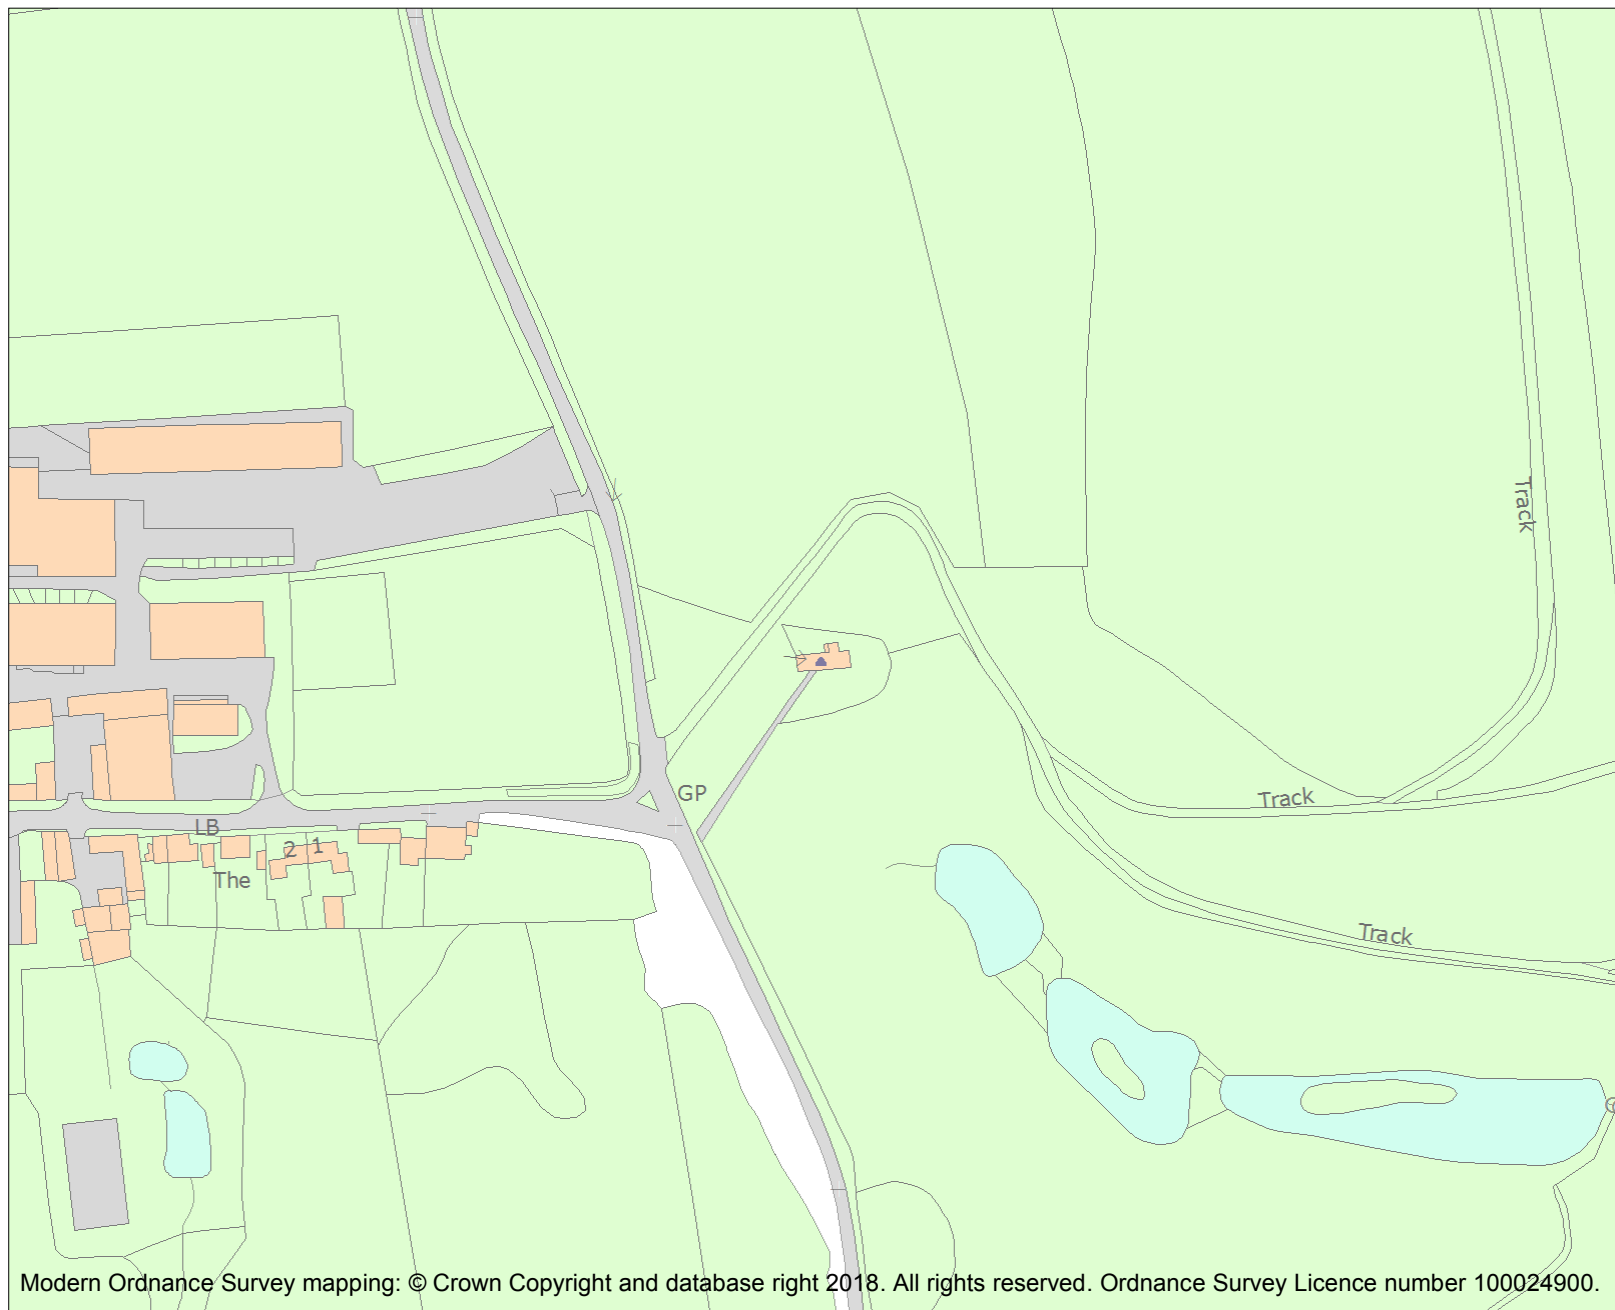 Track
GP
Track
LB
2 1
The
Track
Modern Ordnance Survey mapping: © Crown Copyright and database right 2018. All rights reserved. Ordnance Survey Licence number 100024900.